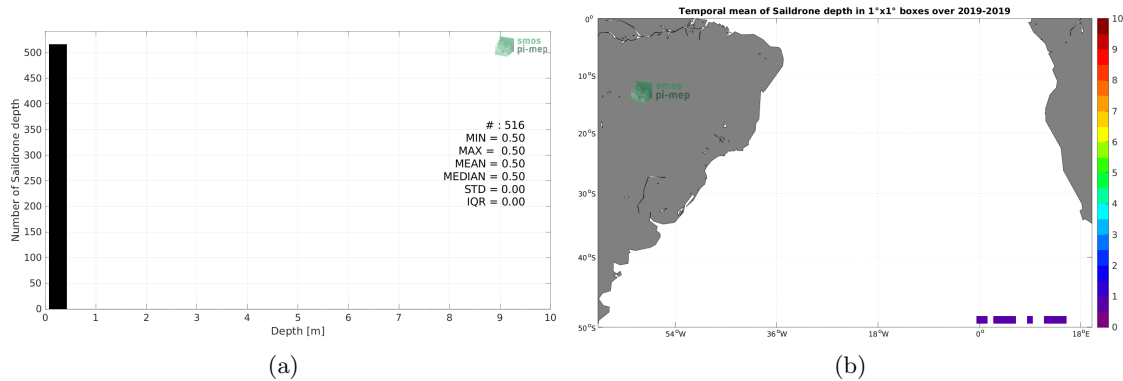 smos
pi-mep
Number of Saildrone depth
500
450
400
350
300
250
200
150
100
50
0
# : 516
MIN = 0.50
MAX = 0.50
MEAN = 0.50
MEDIAN = 0.50
STD = 0.00
IQR = 0.00
0 1 2 3 4 5 6 7 8 9 10
Depth [m]
(a)
Temporal mean of Saildrone depth in 1°x1° boxes over 2019-2019
smos
pi-mep
0°
10°S
20°S
30°S
40°S
50°S
54°W 36°W 18°W 0° 18°E
10
9
8
7
6
5
4
3
2
1
0
(b)